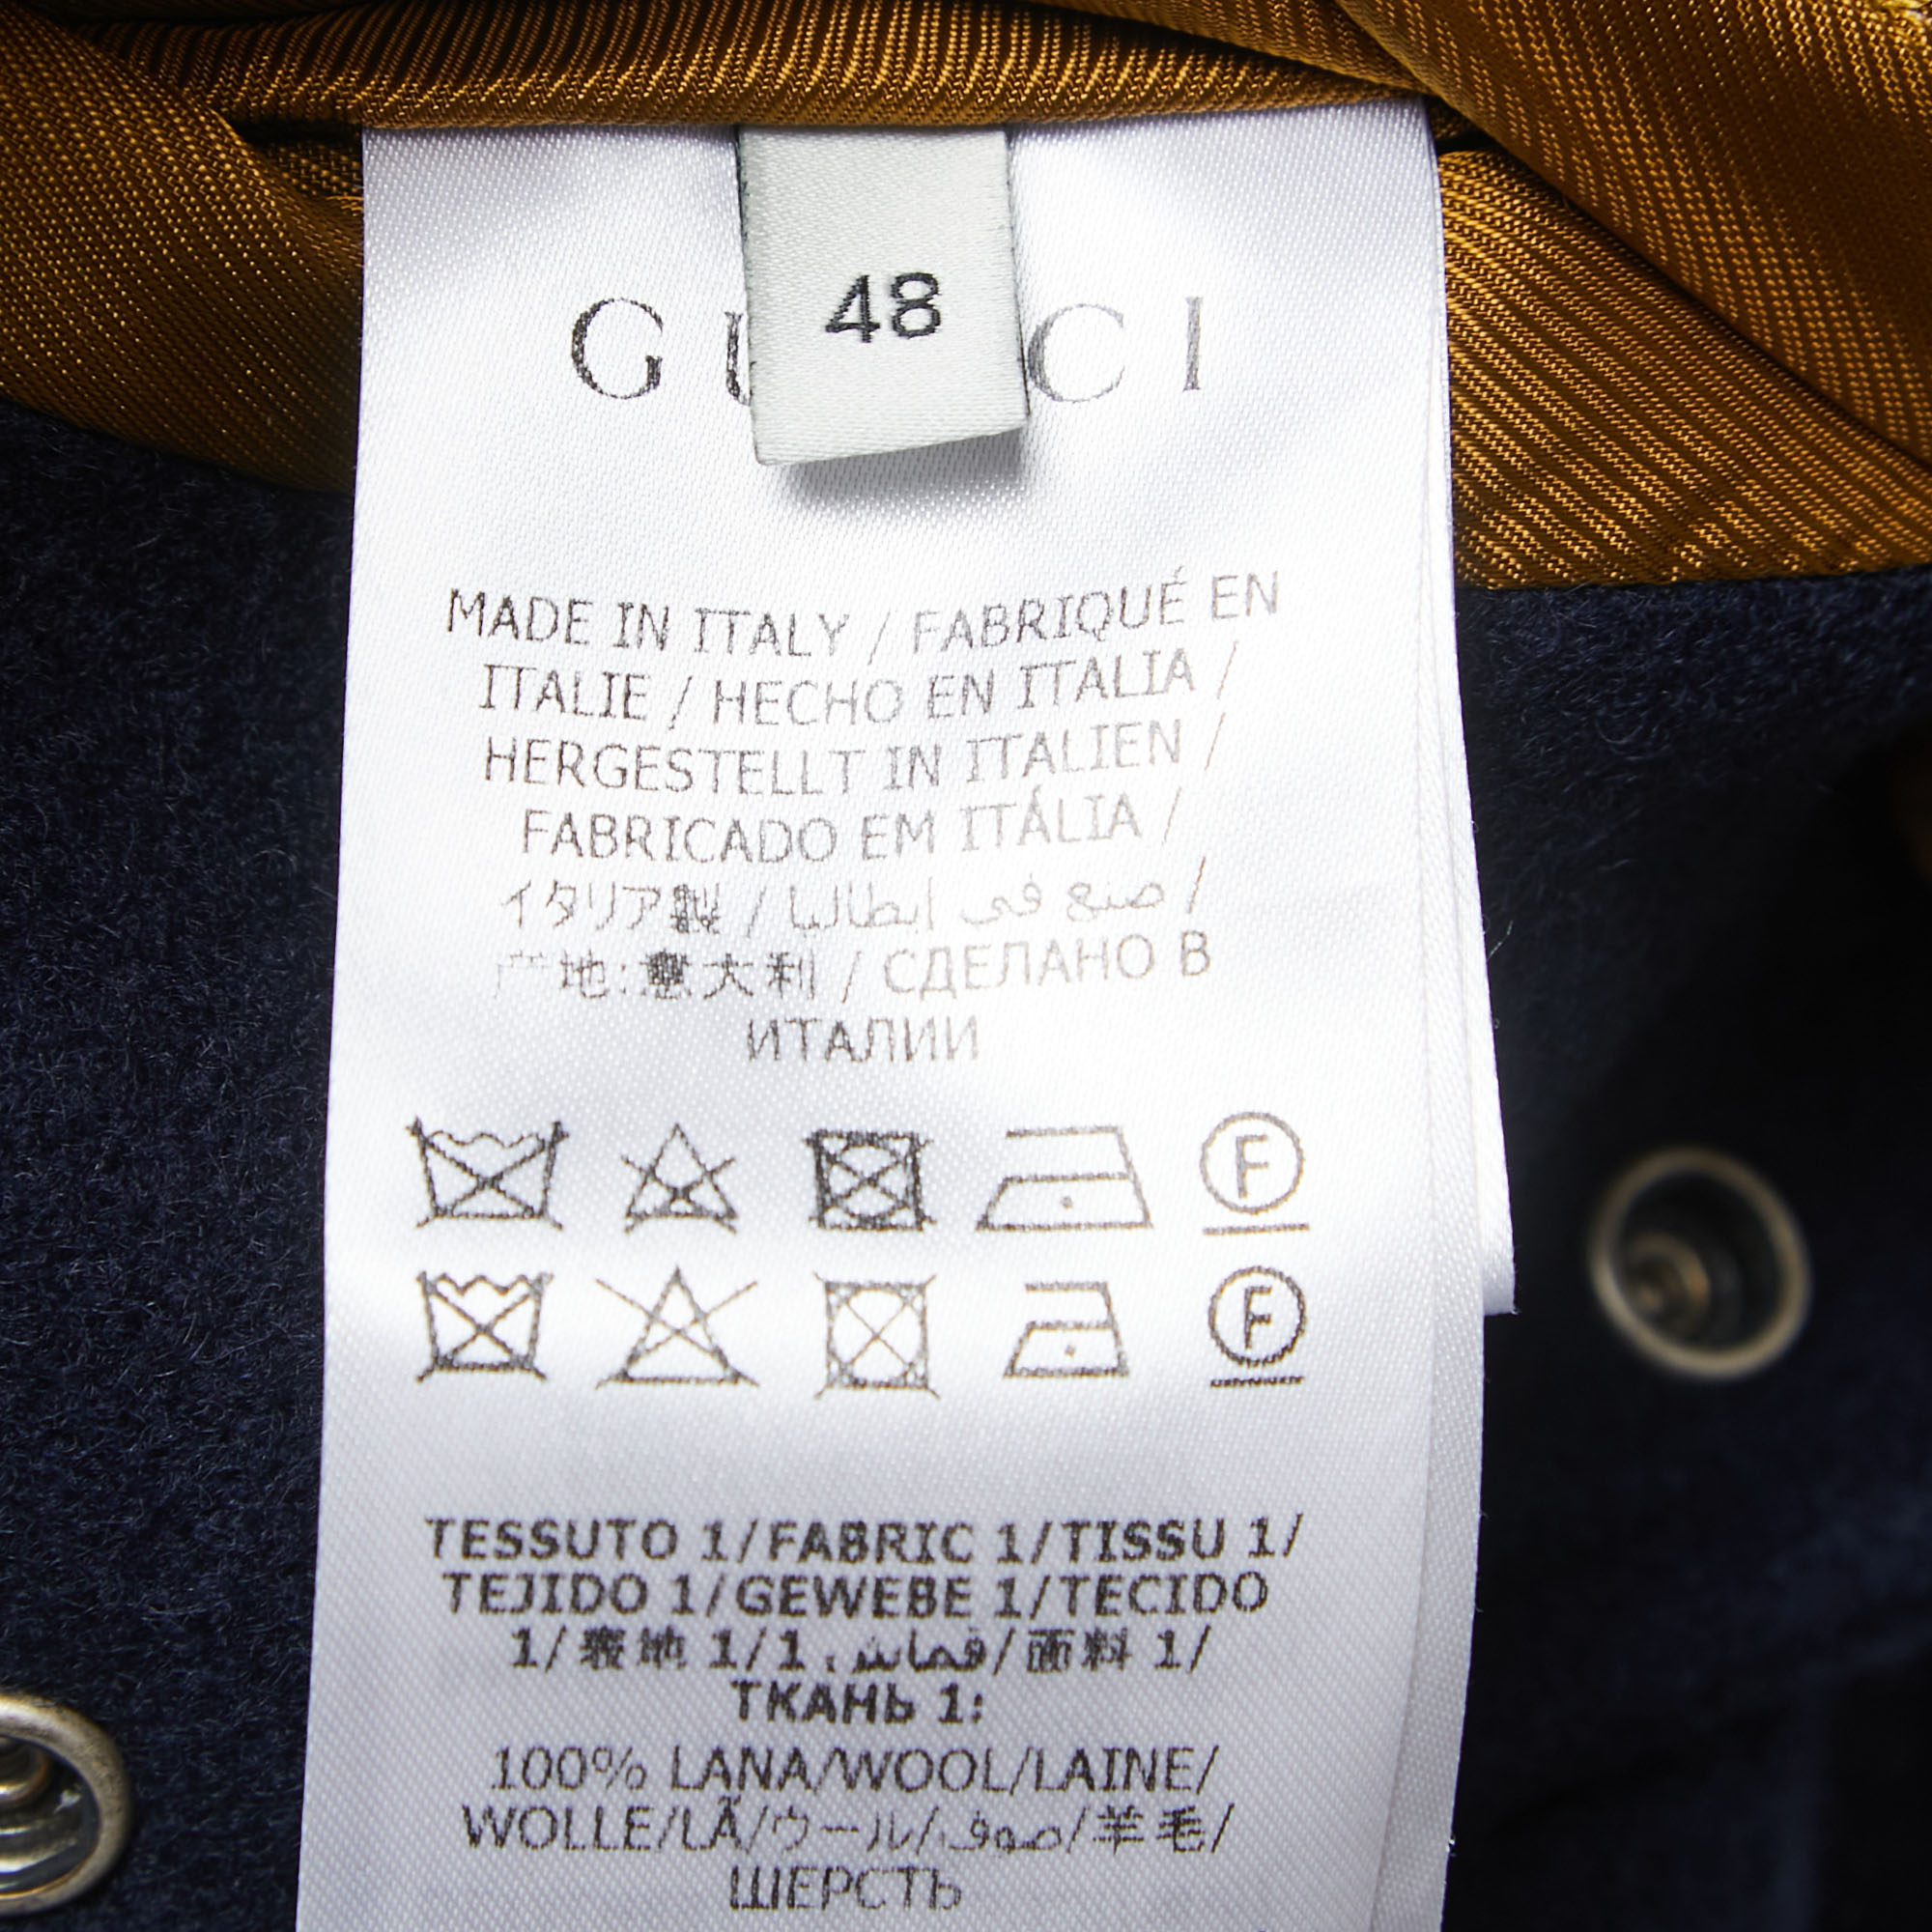 48
GUCCI
MADE IN ITALY / FABRIQUÉ EN
ITALIE / HECHO EN ITALIA /
HERGESTELLT IN ITALIEN /
FABRICADO EM ITÁLIA /
イタリア製 / صنع في إيطاليا /
产地:意大利 / СДЕЛАНО В
ИТАЛИИ
F
F
TESSUTO 1/FABRIC 1/TISSU 1/
TEJIDO 1/GEWEBE 1/TECIDO
1/表地 1/1 قماش/面料 1/
ТКАНЬ 1:
100% LANA/WOOL/LAINE/
WOLLE/LÃ/ウール/صوف/羊毛/
ШЕРСТЬ